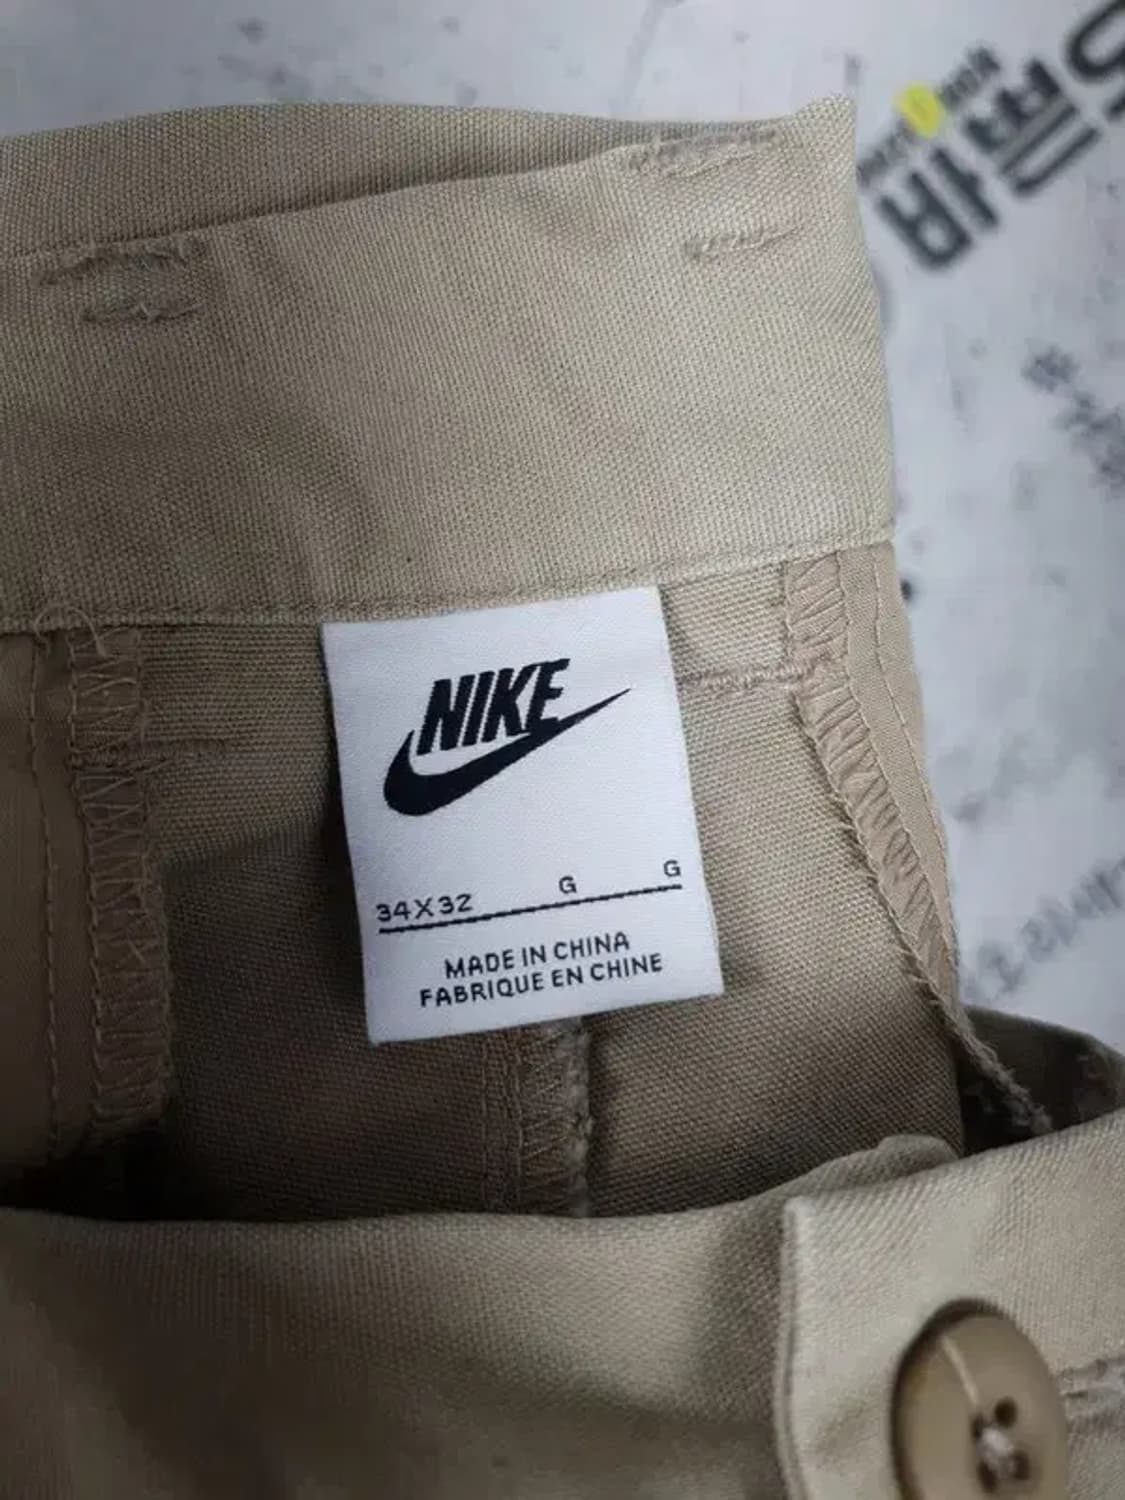 NIKE
34X32 G G
MADE IN CHINA
FABRIQUE EN CHINE